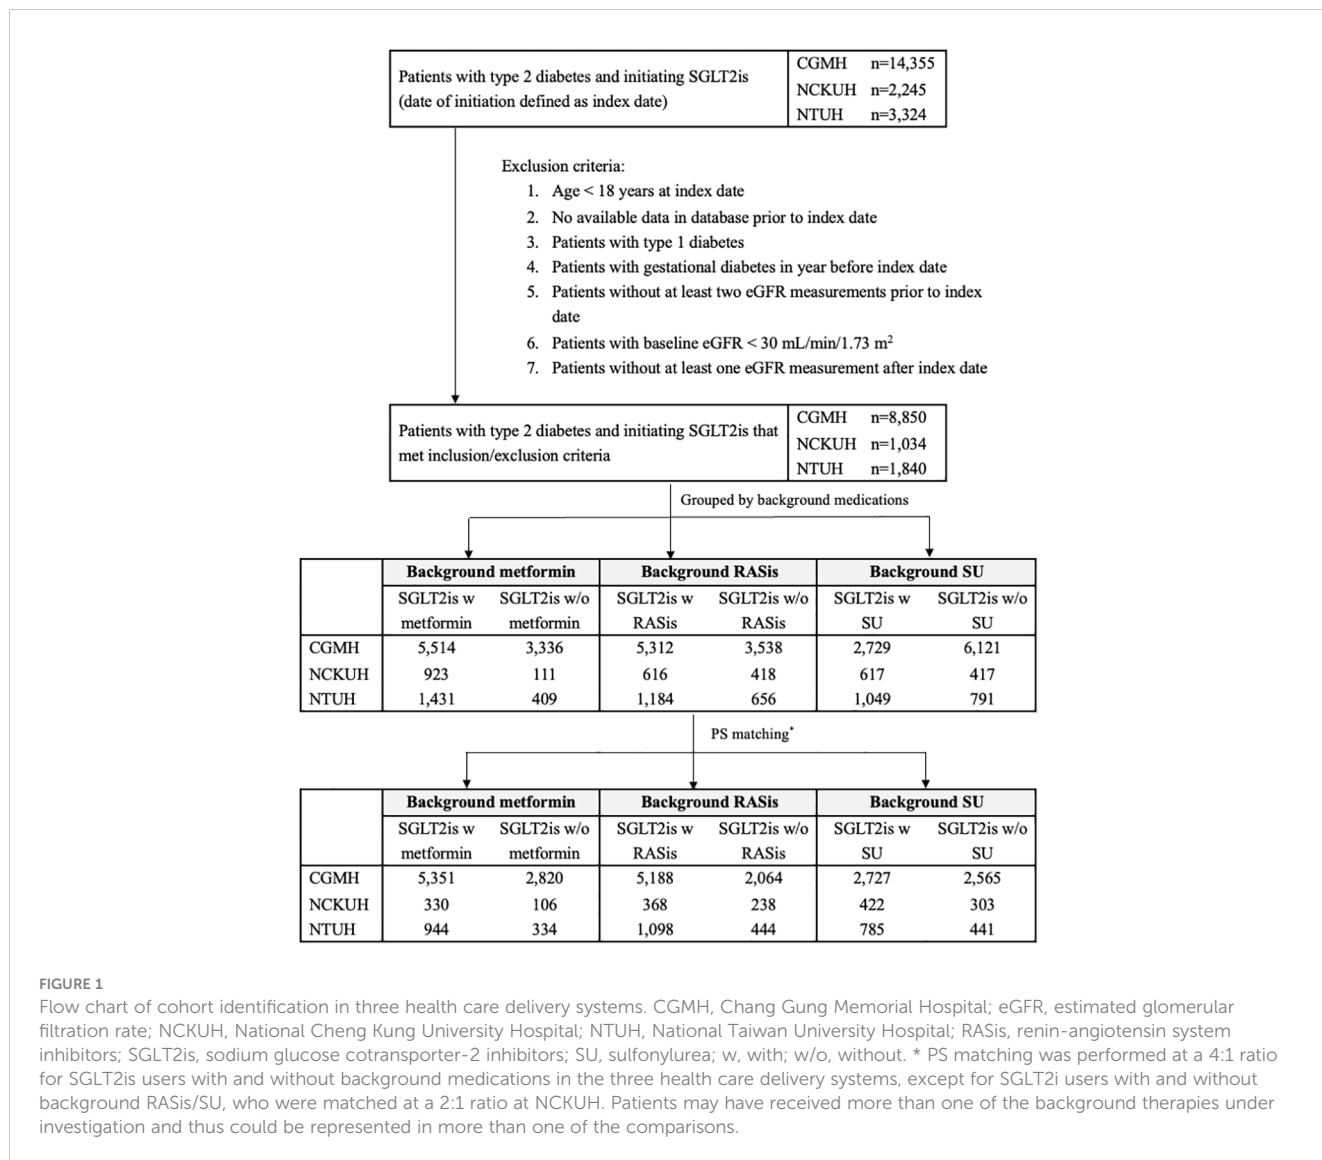 Patients with type 2 diabetes and initiating SGLT2is
(date of initiation defined as index date)
CGMH n=14,355
NCKUH n=2,245
NTUH n=3,324
Exclusion criteria:
1. Age < 18 years at index date
2. No available data in database prior to index date
3. Patients with type 1 diabetes
4. Patients with gestational diabetes in year before index date
5. Patients without at least two eGFR measurements prior to index
date
6. Patients with baseline eGFR < 30 mL/min/1.73 m²
7. Patients without at least one eGFR measurement after index date
Patients with type 2 diabetes and initiating SGLT2is that
met inclusion/exclusion criteria
CGMH n=8,850
NCKUH n=1,034
NTUH n=1,840
Grouped by background medications
Background metformin Background RASis Background SU
SGLT2is w SGLT2is w/o SGLT2is w SGLT2is w/o SGLT2is w SGLT2is w/o
metformin metformin RASis RASis SU SU
CGMH 5,514 3,336 5,312 3,538 2,729 6,121
NCKUH 923 111 616 418 617 417
NTUH 1,431 409 1,184 656 1,049 791
PS matching*
Background metformin Background RASis Background SU
SGLT2is w SGLT2is w/o SGLT2is w SGLT2is w/o SGLT2is w SGLT2is w/o
metformin metformin RASis RASis SU SU
CGMH 5,351 2,820 5,188 2,064 2,727 2,565
NCKUH 330 106 368 238 422 303
NTUH 944 334 1,098 444 785 441
FIGURE 1
Flow chart of cohort identification in three health care delivery systems. CGMH, Chang Gung Memorial Hospital; eGFR, estimated glomerular
filtration rate; NCKUH, National Cheng Kung University Hospital; NTUH, National Taiwan University Hospital; RASis, renin-angiotensin system
inhibitors; SGLT2is, sodium glucose cotransporter-2 inhibitors; SU, sulfonylurea; w, with; w/o, without. * PS matching was performed at a 4:1 ratio
for SGLT2is users with and without background medications in the three health care delivery systems, except for SGLT2i users with and without
background RASis/SU, who were matched at a 2:1 ratio at NCKUH. Patients may have received more than one of the background therapies under
investigation and thus could be represented in more than one of the comparisons.